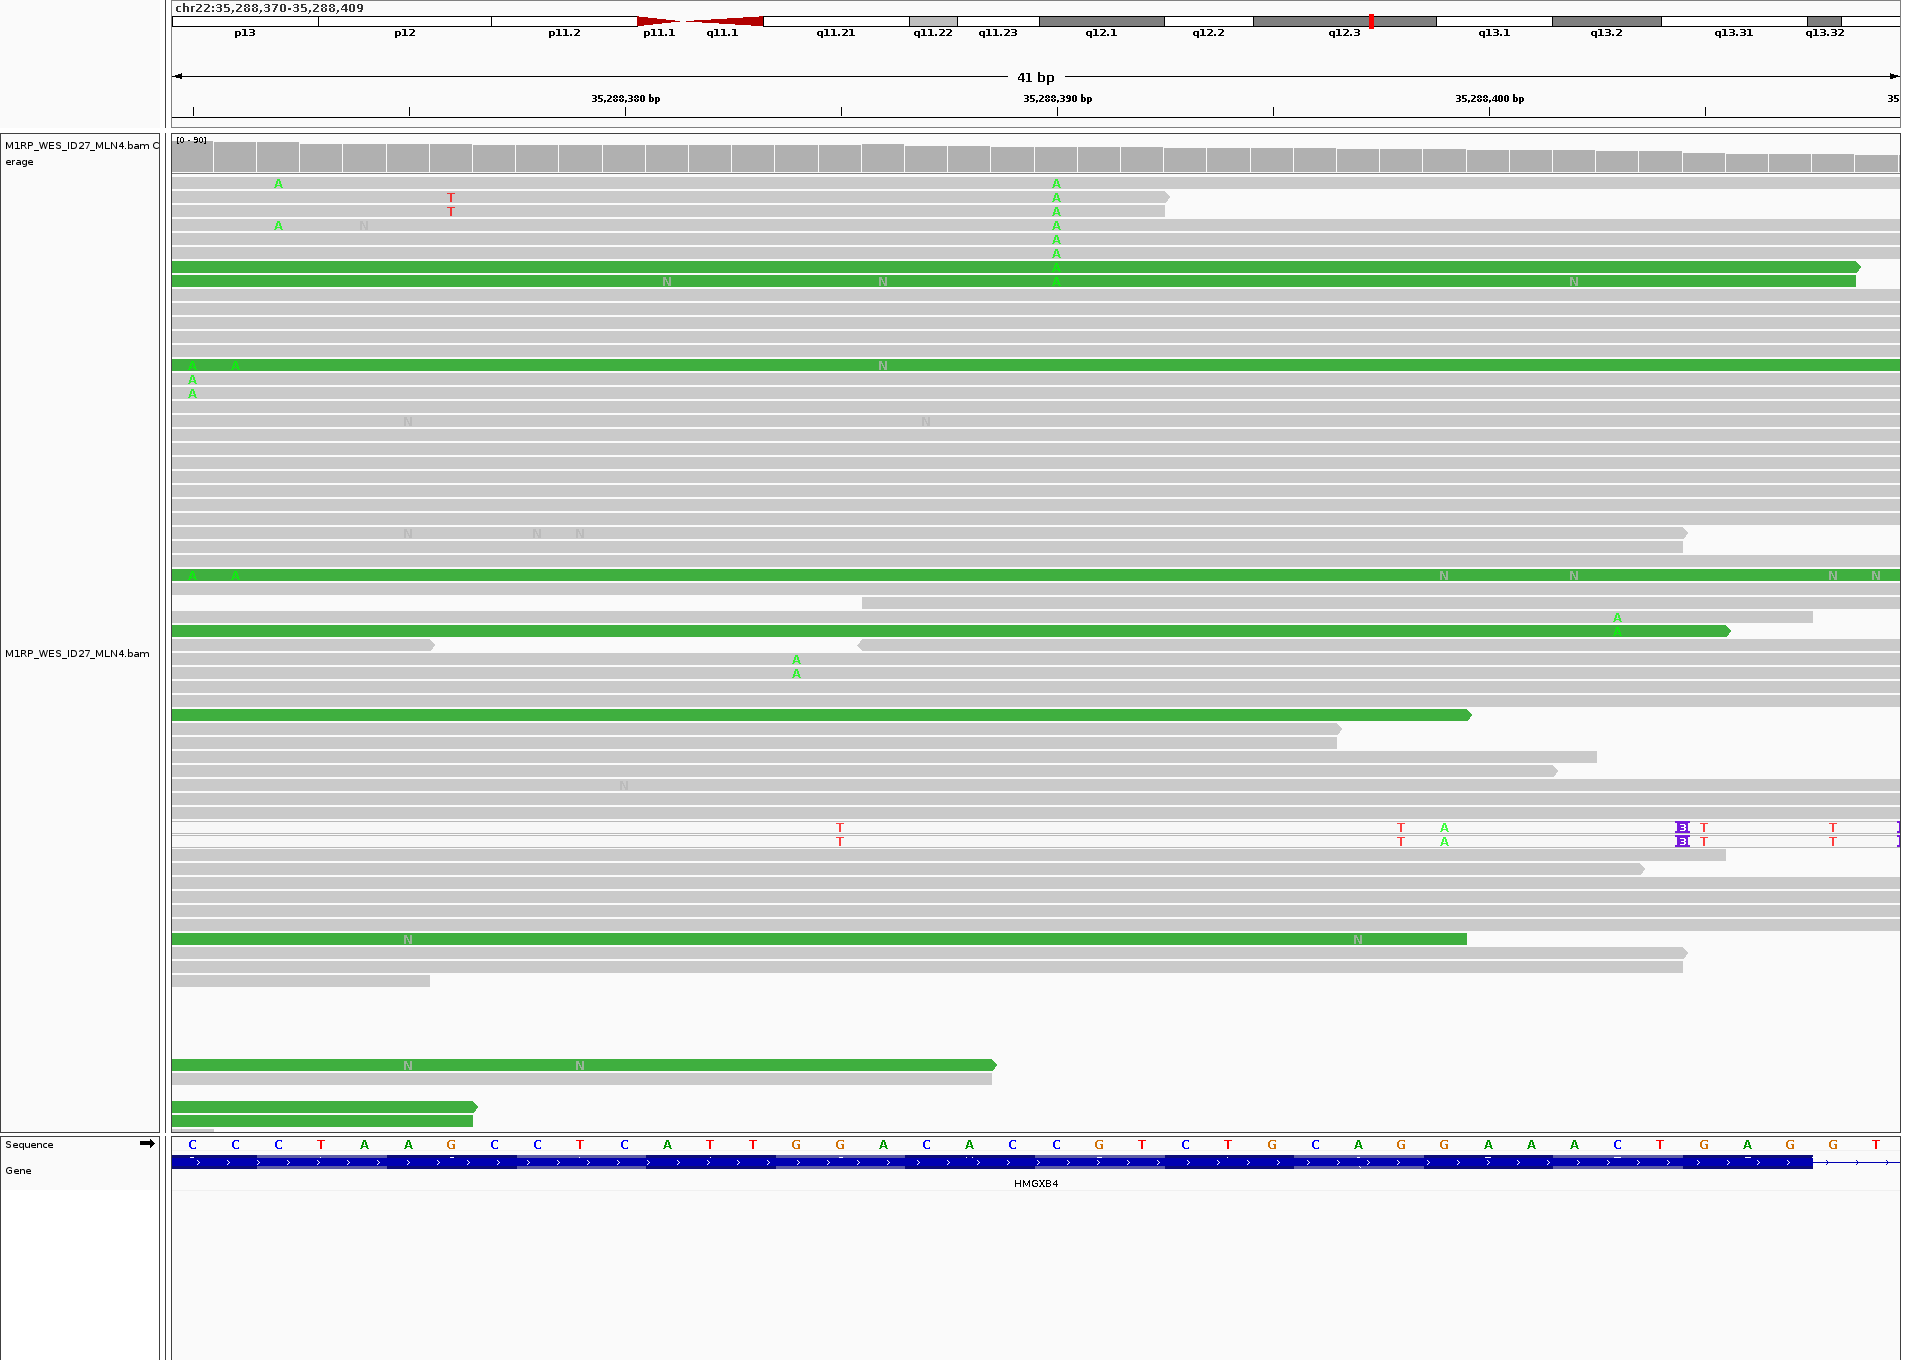 chr22:35,288,370-35,288,409
p13 p12 p11.2 p11.1 q11.1 q11.21 q11.22 q11.23 q12.1 q12.2 q12.3 q13.1 q13.2 q13.31 q13.32
41 bp
35,288,380 bp 35,288,390 bp 35,288,400 bp 35
[0 - 90]
M1RP_WES_ID27_MLN4.bam C
erage
A A
T A
T A
A N A
A
A
A
N N A N
A A N
A
A
N N
N N N
A A N N N N
A
A
M1RP_WES_ID27_MLN4.bam
A
A
N
T T A 3 T T
T T A 3 T T
N N
N N
Sequence C C C T A A G C C T C A T T G G A C A C C G T C T G C A G G A A A C T G A G G T
Gene
HMGXB4